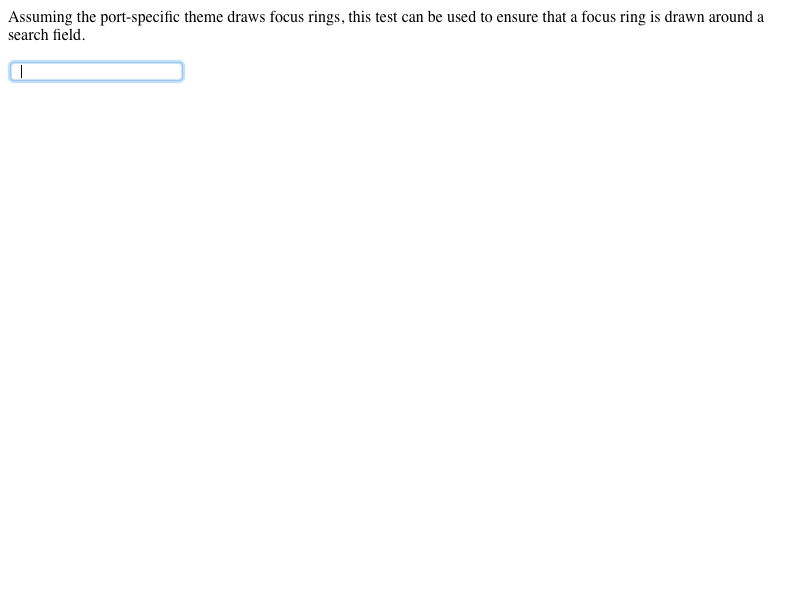 Assuming the port-specific theme draws focus rings, this test can be used to ensure that a focus ring is drawn around a
search field.